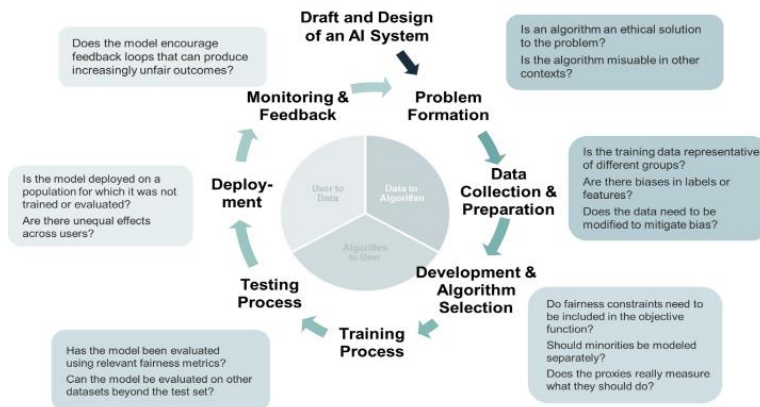 Draft and Design
of an AI System
Does the model encourage
feedback loops that can produce
increasingly unfair outcomes?
Is an algorithm an ethical solution
to the problem?
Is the algorithm misuable in other
contexts?
Monitoring &
Feedback
Problem
Formation
Is the model deployed on a
population for which it was not
trained or evaluated?
Are there unequal effects
across users?
Deploy-
ment
User to
Data
Data to
Algorithm
Algorithm
to User
Data
Collection &
Preparation
Is the training data representative
of different groups?
Are there biases in labels or
features?
Does the data need to be
modified to mitigate bias?
Testing
Process
Development &
Algorithm
Selection
Training
Process
Has the model been evaluated
using relevant fairness metrics?
Can the model be evaluated on other
datasets beyond the test set?
Do fairness constraints need to
be included in the objective
function?
Should minorities be modeled
separately?
Does the proxies really measure
what they should do?